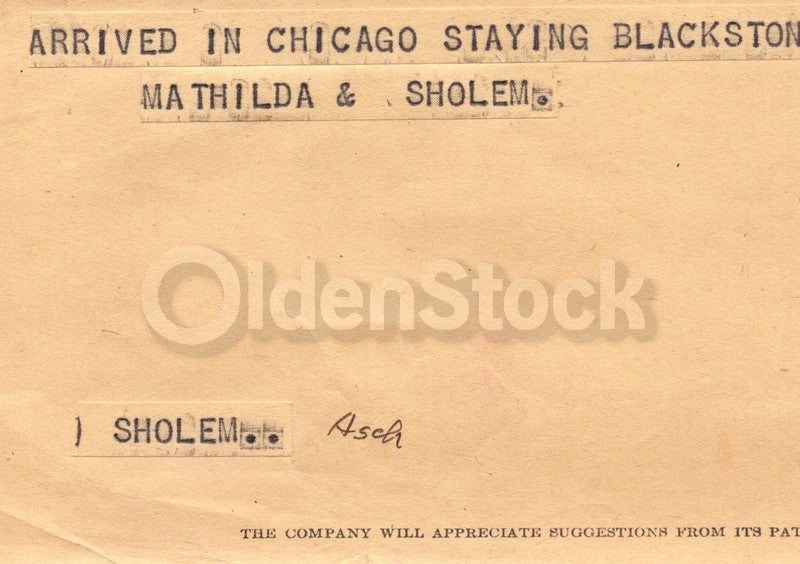 ARRIVED IN CHICAGO STAYING BLACKSTON
MATHILDA & SHOLEM.
OldenStock
) SHOLEM..
Asch
THE COMPANY WILL APPRECIATE SUGGESTIONS FROM ITS PAT